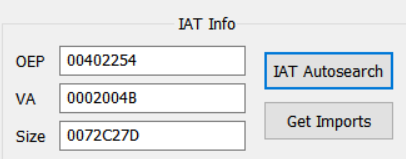 IAT Info
OEP 00402254
IAT Autosearch
VA 0002004B
Get Imports
Size 0072C27D